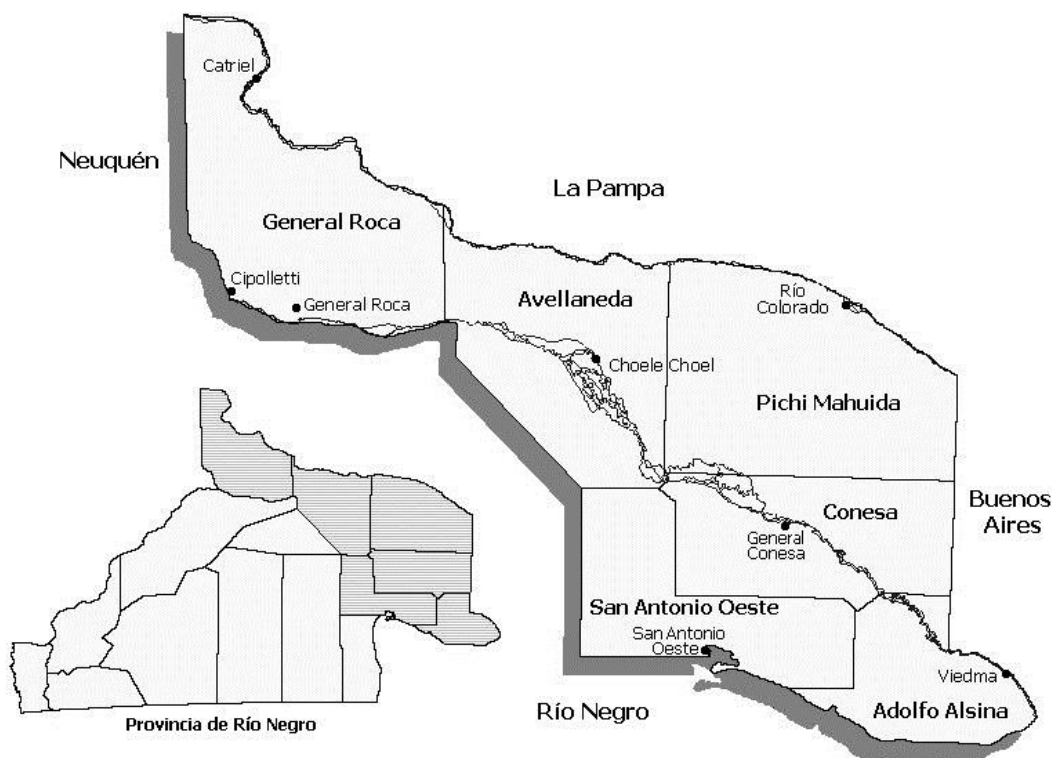 Catriel
Neuquén
La Pampa
General Roca
Cipolletti
General Roca
Avellaneda
Río
Colorado
Choele Choel
Pichi Mahuida
Conesa
Buenos
Aires
General
Conesa
San Antonio Oeste
San Antonio
Oeste
Viedma
Río Negro
Adolfo Alsina
Provincia de Río Negro